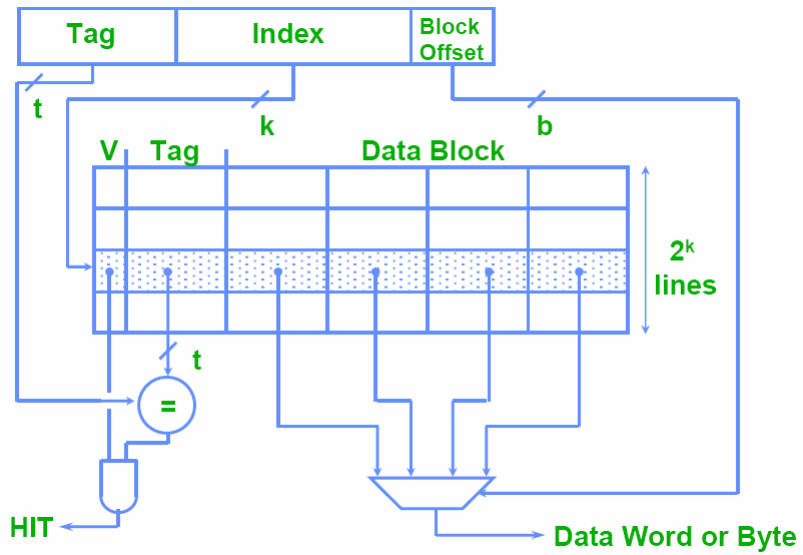 Tag
Index
Block
Offset
t
k
b
V
Tag
Data Block
2ᵏ
lines
t
=
HIT
Data Word or Byte